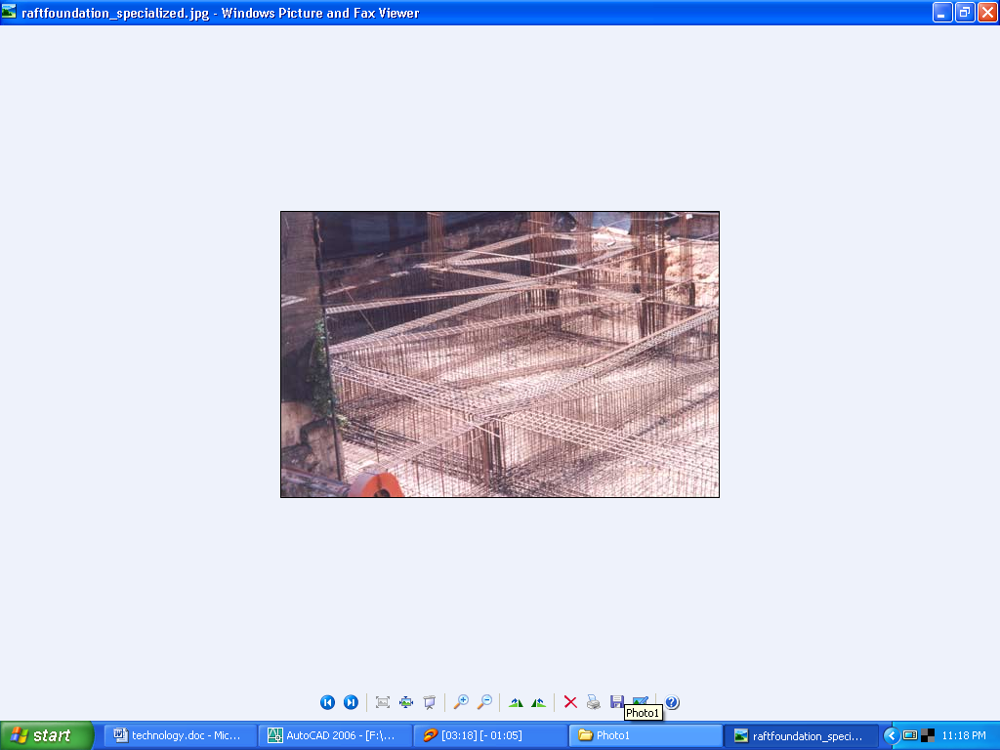 raftfoundation_specialized.jpg - Windows Picture and Fax Viewer
Photo1
start
technology.doc - Mic...
AutoCAD 2006 - [F:\...
[03:18] [- 01:05]
Photo1
raftfoundation_speci...
11:18 PM